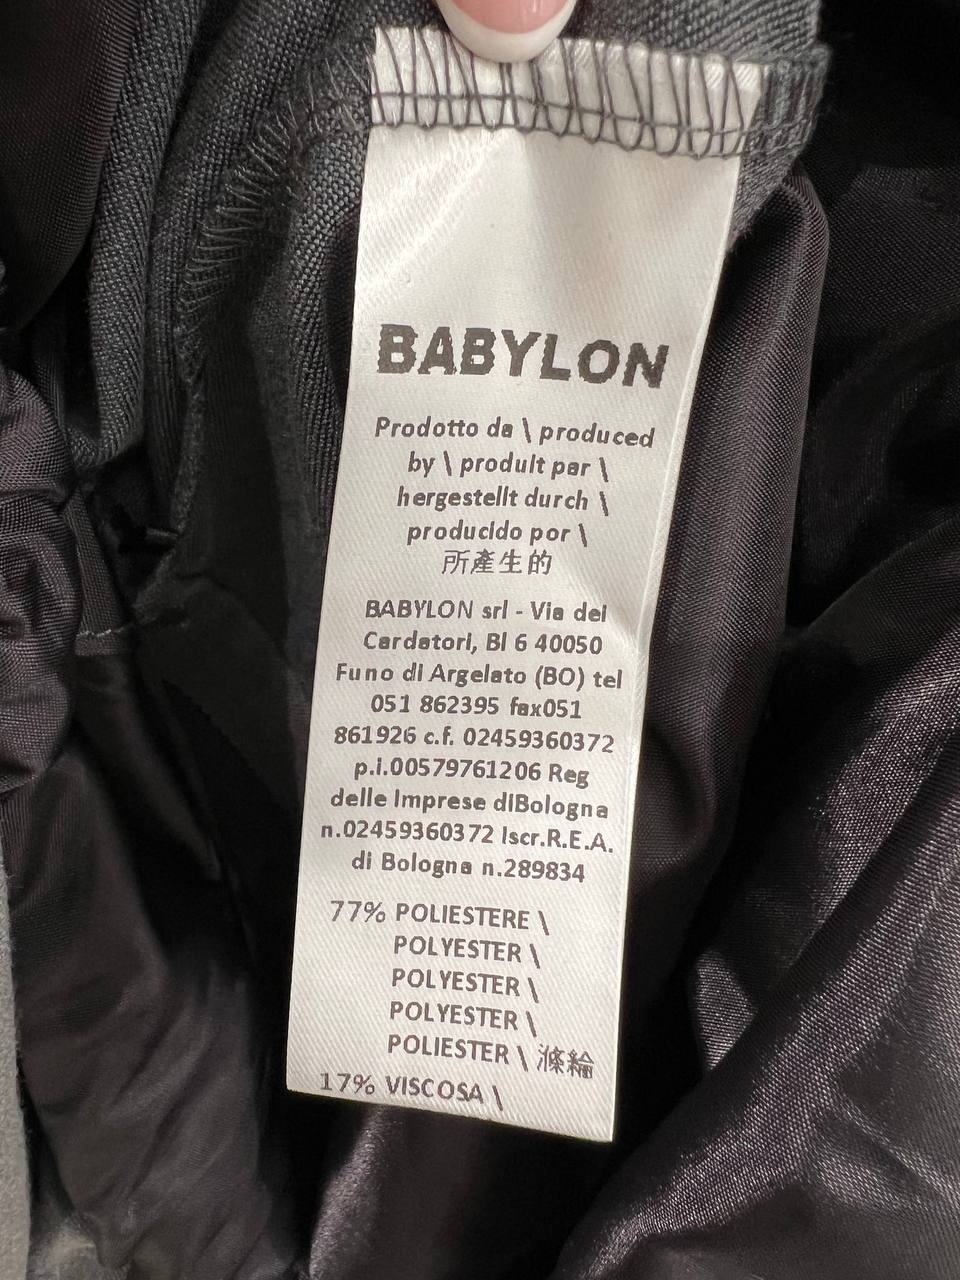 BABYLON
Prodotto da \ produced
by \ produit par \
hergestellt durch \
producido por \
所產生的
BABYLON srl - Via dei
Cardatori, Bl 6 40050
Funo di Argelato (BO) tel
051 862395 fax051
861926 c.f. 02459360372
p.i.00579761206 Reg
delle Imprese diBologna
n.02459360372 Iscr.R.E.A.
di Bologna n.289834
77% POLIESTERE \
POLYESTER \
POLYESTER \
POLYESTER \
POLIESTER \ 滌綸
17% VISCOSA \